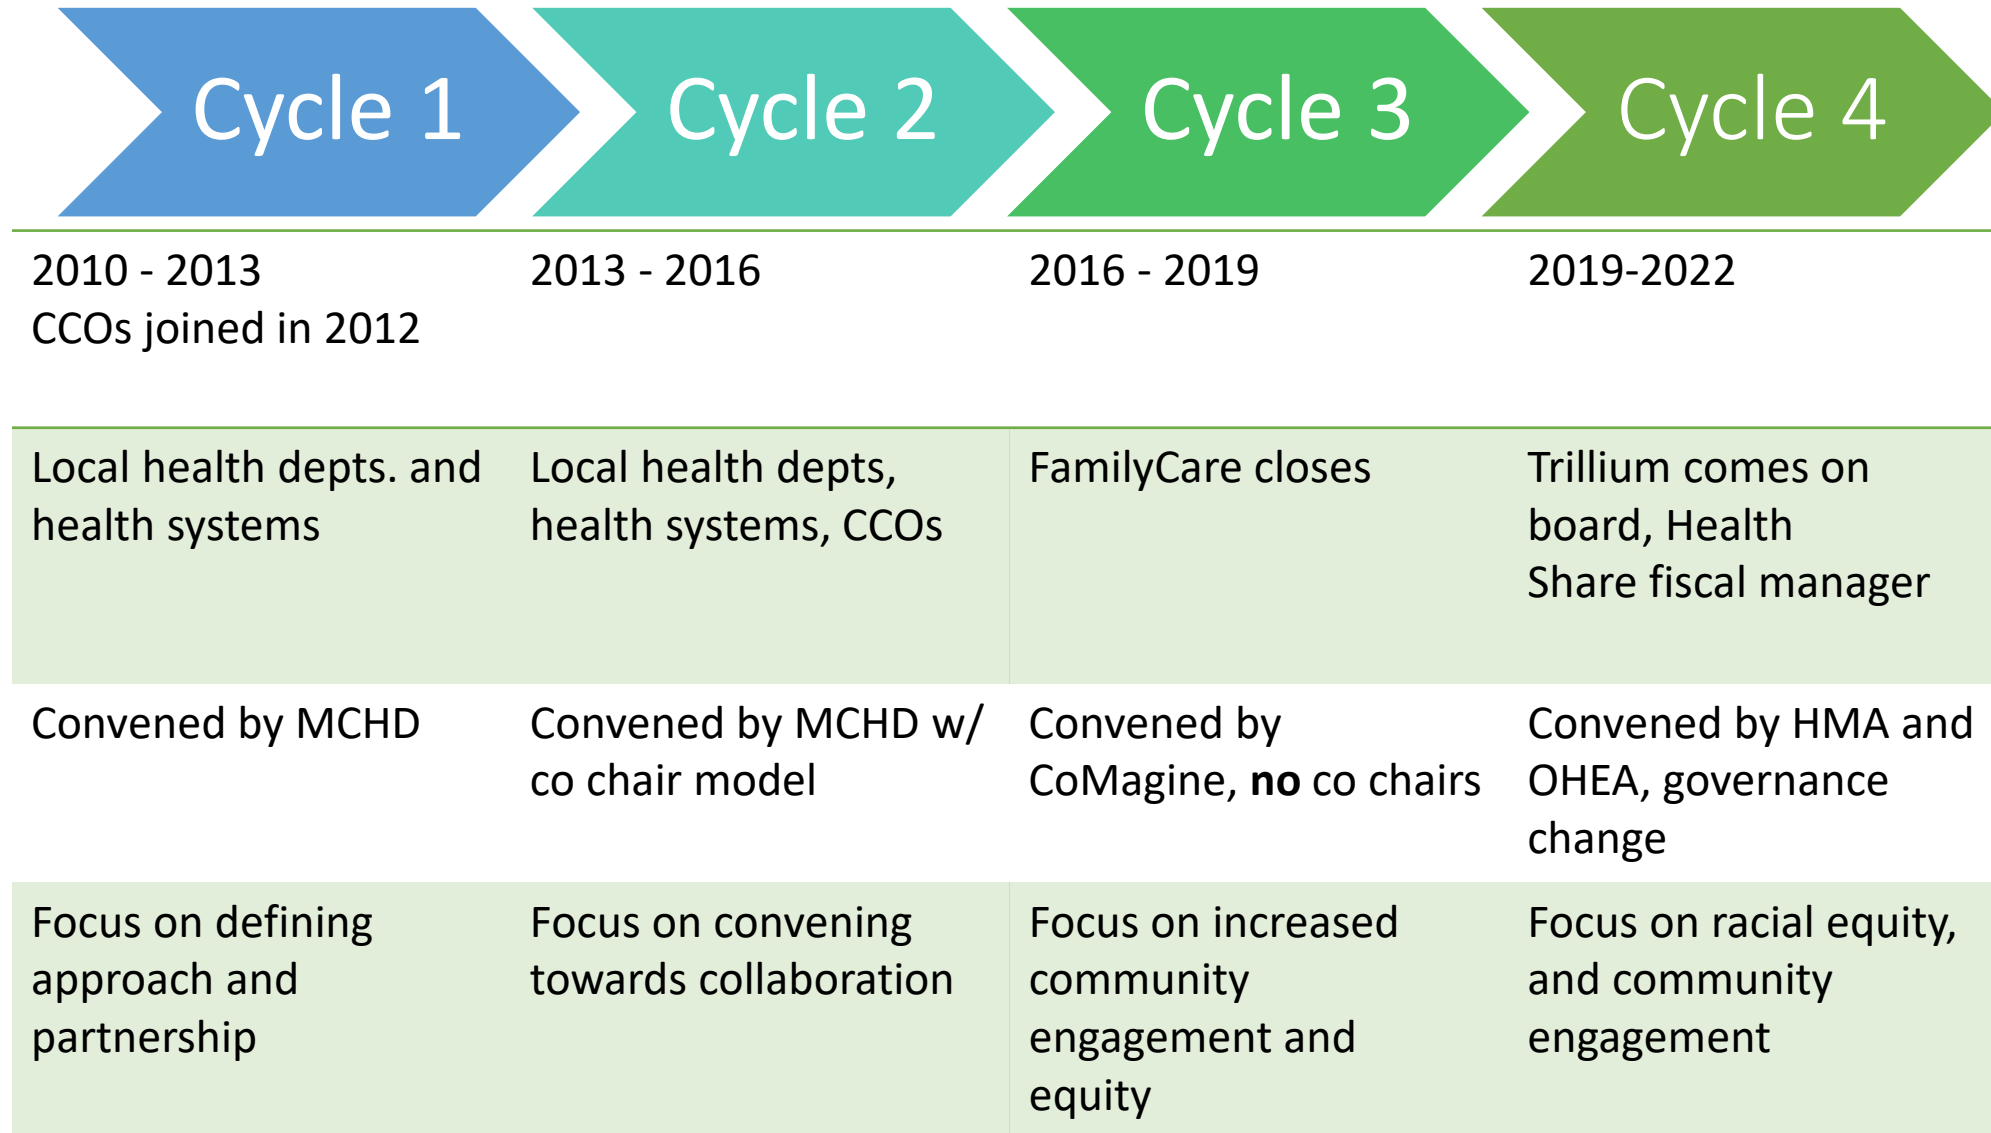 Cycle 1
Cycle 2
Cycle 3
Cycle 4
2010 - 2013
CCOs joined in 2012
2013 - 2016
2016 - 2019
2019-2022
Local health depts. and
health systems
Local health depts,
health systems, CCOs
FamilyCare closes
Trillium comes on
board, Health
Share fiscal manager
Convened by MCHD
Convened by MCHD w/
co chair model
Convened by
CoMagine, no co chairs
Convened by HMA and
OHEA, governance
change
Focus on defining
approach and
partnership
Focus on convening
towards collaboration
Focus on increased
community
engagement and
equity
Focus on racial equity,
and community
engagement